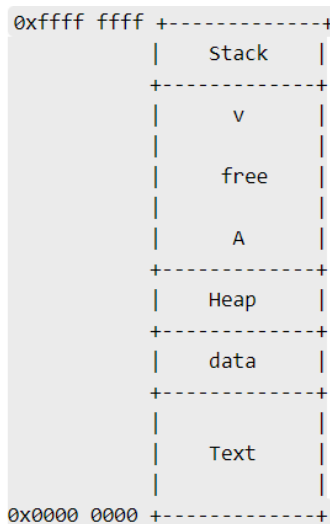 0xffff ffff +-------------+
| Stack |
+-------------+
| v |
| |
| free |
| |
| A |
+-------------+
| Heap |
+-------------+
| data |
+-------------+
| |
| Text |
| |
0x0000 0000 +-------------+